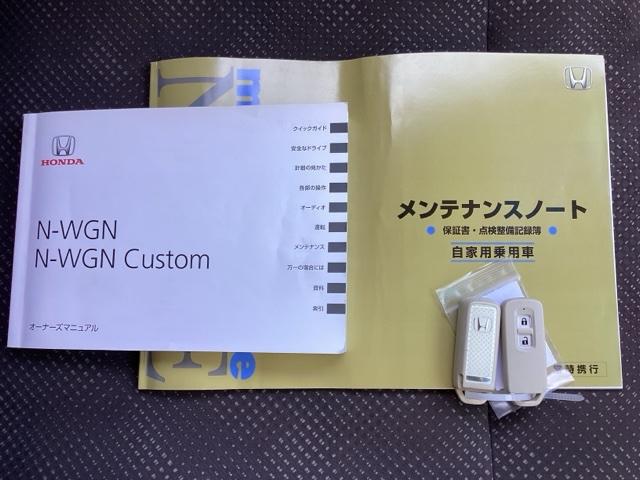 HONDA
N-WGN
N-WGN Custom
オーナーズマニュアル
クイックガイド
安全なドライブ
計器の見かた
各部の操作
オーディオ
運転
メンテナンス
万一の場合には
資料
索引
メンテナンスノート
保証書・点検整備記録簿
自家用乗用車
携行